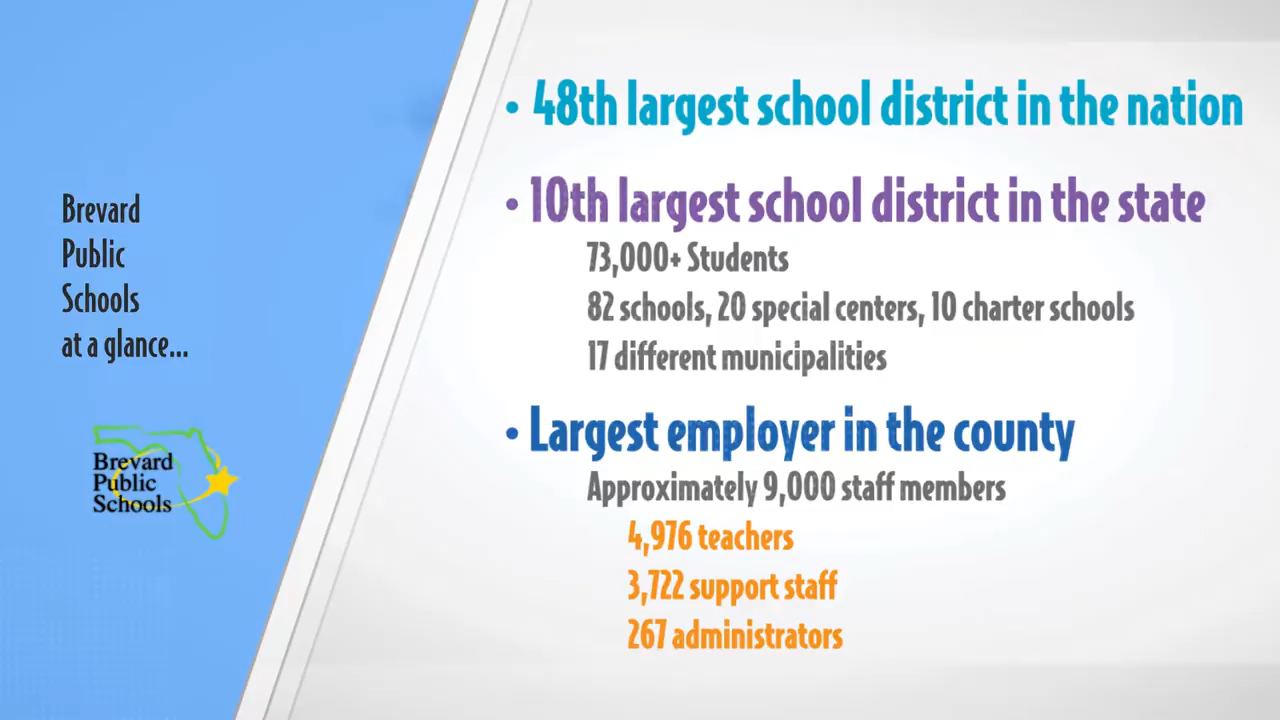 Brevard
Public
Schools
at a glance...
Brevard
Public
Schools
• 48th largest school district in the nation
• 10th largest school district in the state
73,000+ Students
82 schools, 20 special centers, 10 charter schools
17 different municipalities
• Largest employer in the county
Approximately 9,000 staff members
4,976 teachers
3,722 support staff
267 administrators